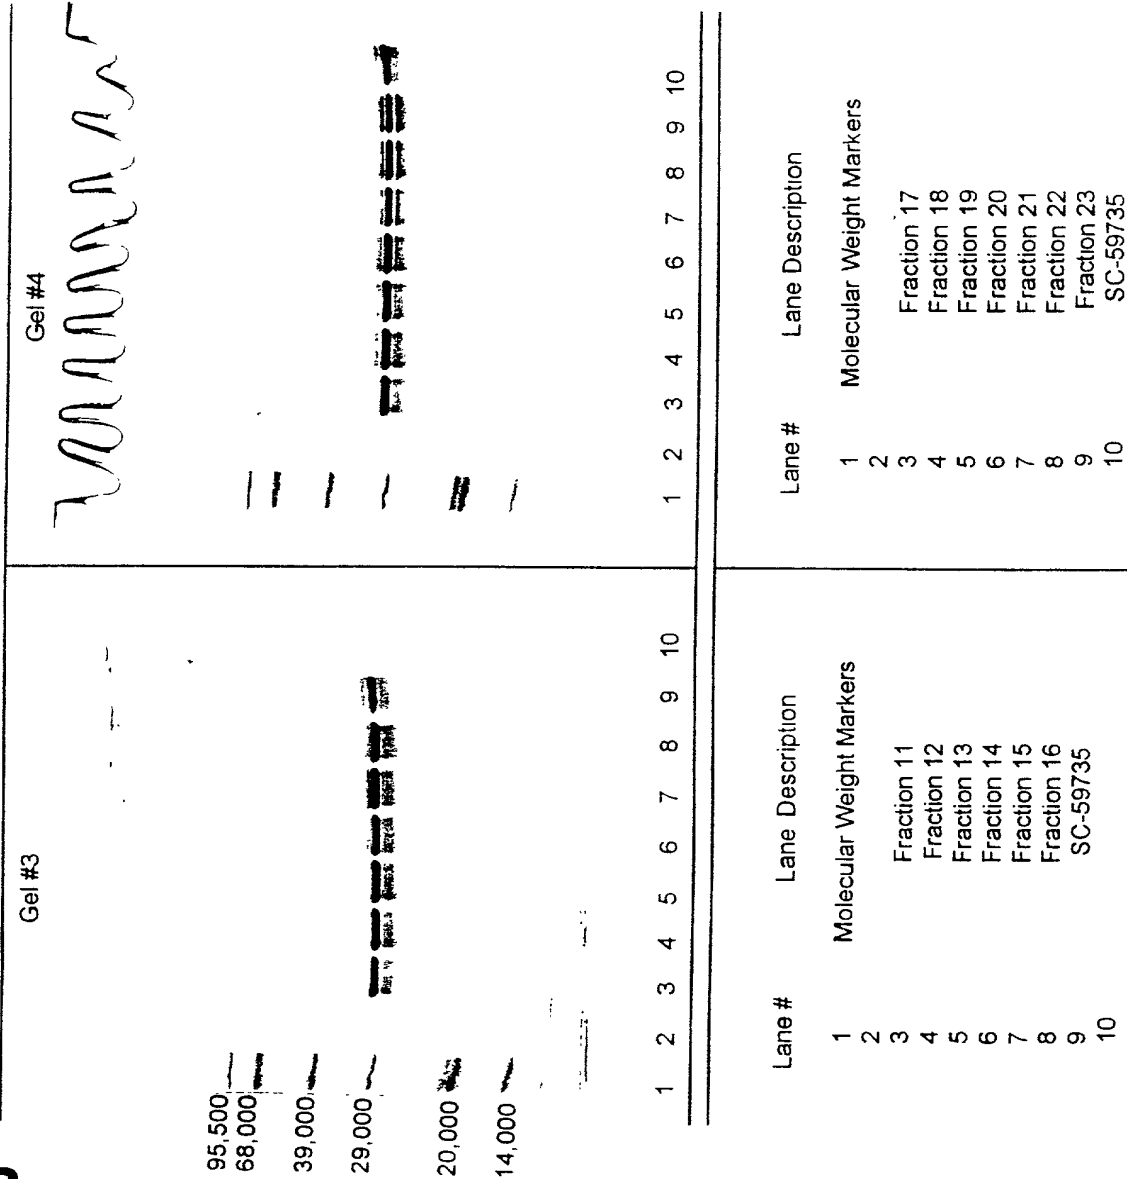 Gel #3
95,500
68,000
39,000
29,000
20,000
14,000
1 2 3 4 5 6 7 8 9 10
Lane # Lane Description
1 Molecular Weight Markers
2
3 Fraction 11
4 Fraction 12
5 Fraction 13
6 Fraction 14
7 Fraction 15
8 Fraction 16
9 SC-59735
10
Gel #4
1 2 3 4 5 6 7 8 9 10
Lane # Lane Description
1 Molecular Weight Markers
2
3 Fraction 17
4 Fraction 18
5 Fraction 19
6 Fraction 20
7 Fraction 21
8 Fraction 22
9 Fraction 23
10 SC-59735